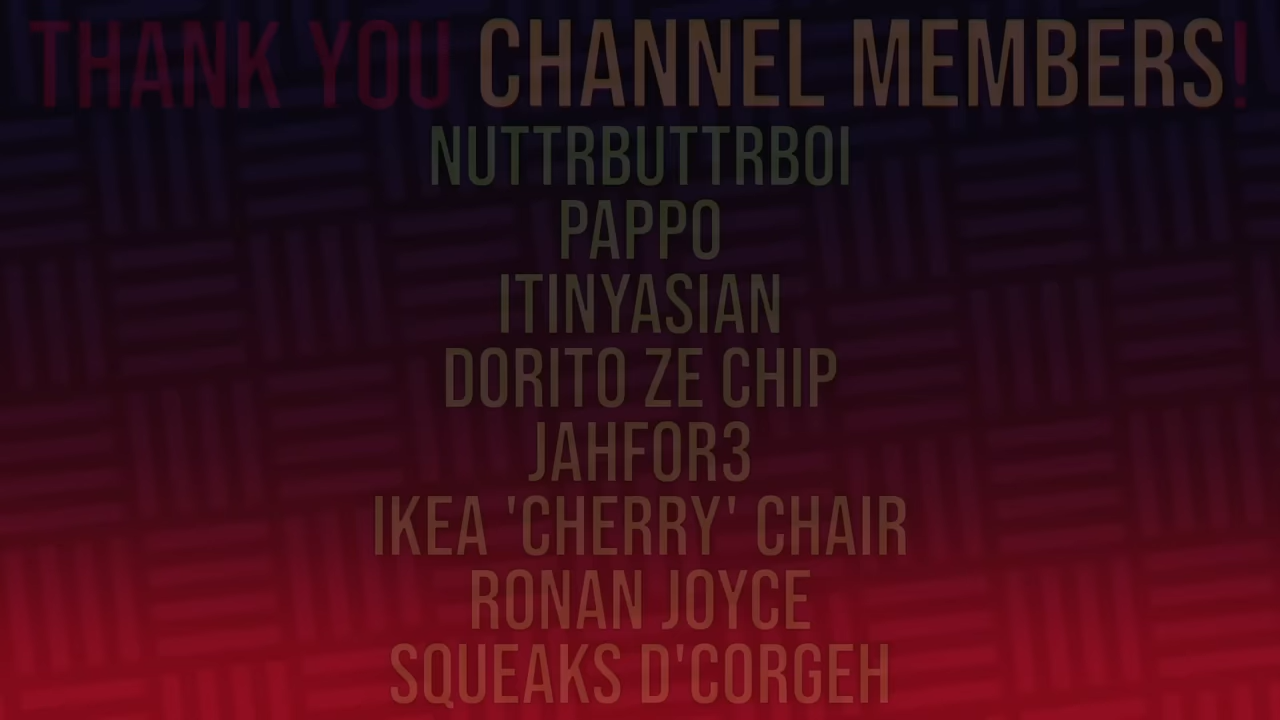 THANK YOU CHANNEL MEMBERS!
NUTTRBUTTRBOI
PAPPO
ITINYASIAN
DORITO ZE CHIP
JAHFOR3
IKEA 'CHERRY' CHAIR
RONAN JOYCE
SQUEAKS D'CORGEH